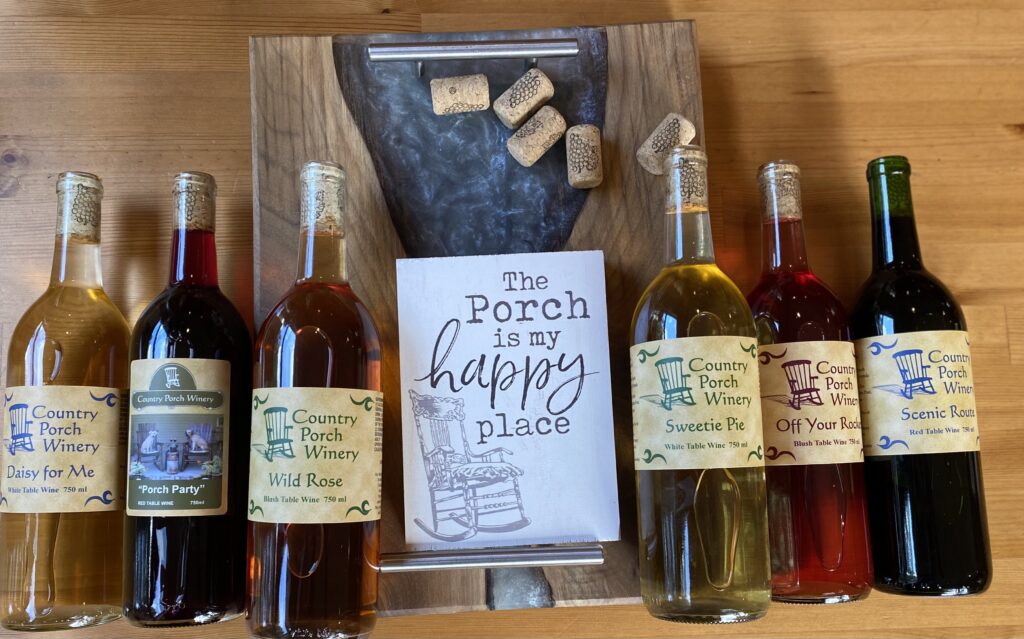 Country
Porch
Winery
Daisy for Me
White Table Wine 750 ml
Country Porch Winery
"Porch Party"
RED TABLE WINE 750ml
Country
Porch
Winery
Wild Rose
Blush Table Wine 750 ml
The
Porch
is my
happy
place
Country
Porch
Winery
Sweetie Pie
White Table Wine 750 ml
Country
Porch
Winery
Off Your
Blush Table Wine 750 ml
Country
Porch
Winery
Scenic Route
Red Table Wine 750 ml